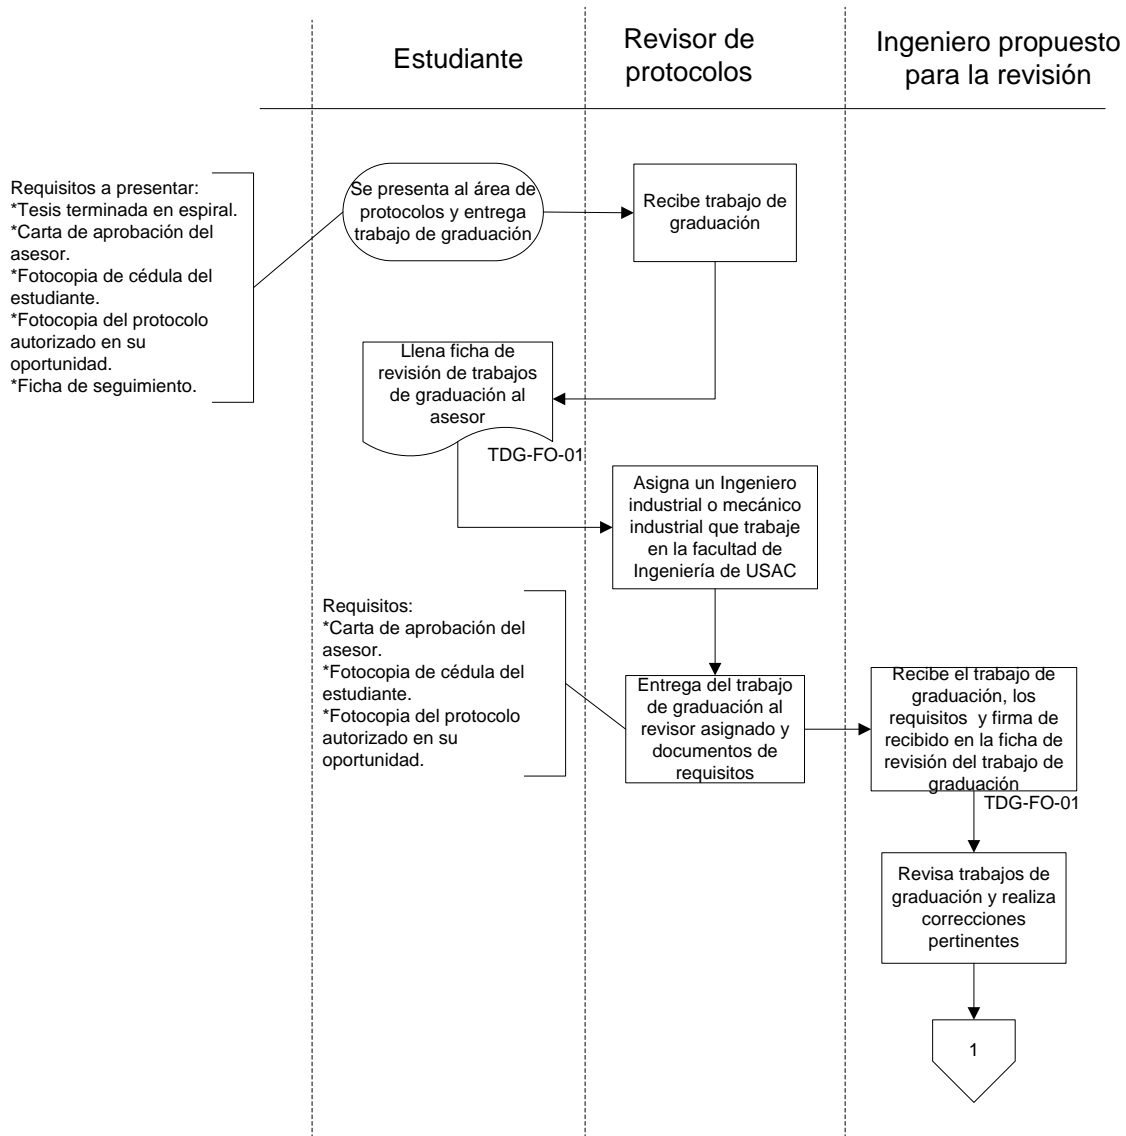 Estudiante
Revisor de
protocolos
Ingeniero propuesto
para la revisión
Requisitos a presentar:
*Tesis terminada en espiral.
*Carta de aprobación del
asesor.
*Fotocopia de cédula del
estudiante.
*Fotocopia del protocolo
autorizado en su
oportunidad.
*Ficha de seguimiento.
Se presenta al área de
protocolos y entrega
trabajo de graduación
Recibe trabajo de
graduación
Llena ficha de
revisión de trabajos
de graduación al
asesor
TDG-FO-01
Asigna un Ingeniero
industrial o mecánico
industrial que trabaje
en la facultad de
Ingeniería de USAC
Requisitos:
*Carta de aprobación del
asesor.
*Fotocopia de cédula del
estudiante.
*Fotocopia del protocolo
autorizado en su
oportunidad.
Entrega del trabajo
de graduación al
revisor asignado y
documentos de
requisitos
Recibe el trabajo de
graduación, los
requisitos y firma de
recibido en la ficha de
revisión del trabajo de
graduación
TDG-FO-01
Revisa trabajos de
graduación y realiza
correcciones
pertinentes
1